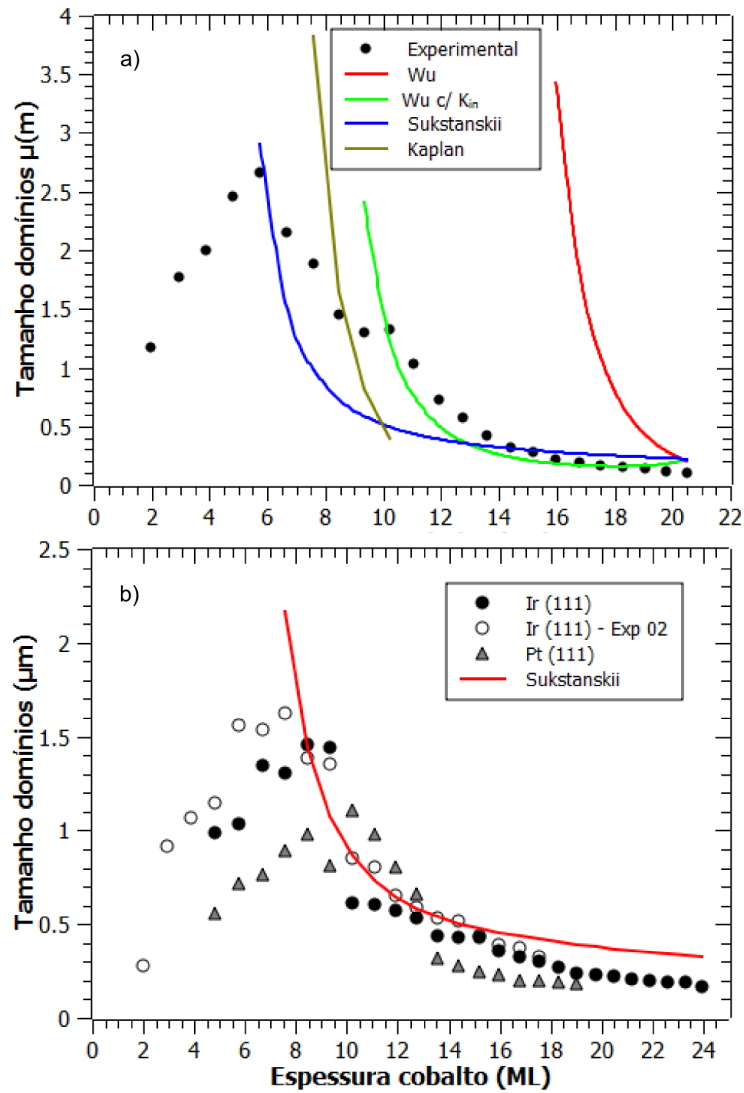 a)
Experimental
Wu
Wu c/ Kin
Sukstanskii
Kaplan
Tamanho domínios µ(m)
4
3.5
3
2.5
2
1.5
1
0.5
0
0 2 4 6 8 10 12 14 16 18 20 22
b)
Ir (111)
Ir (111) - Exp 02
Pt (111)
Sukstanskii
Tamanho domínios (µm)
2.5
2
1.5
1
0.5
0
0 2 4 6 8 10 12 14 16 18 20 22 24
Espessura cobalto (ML)